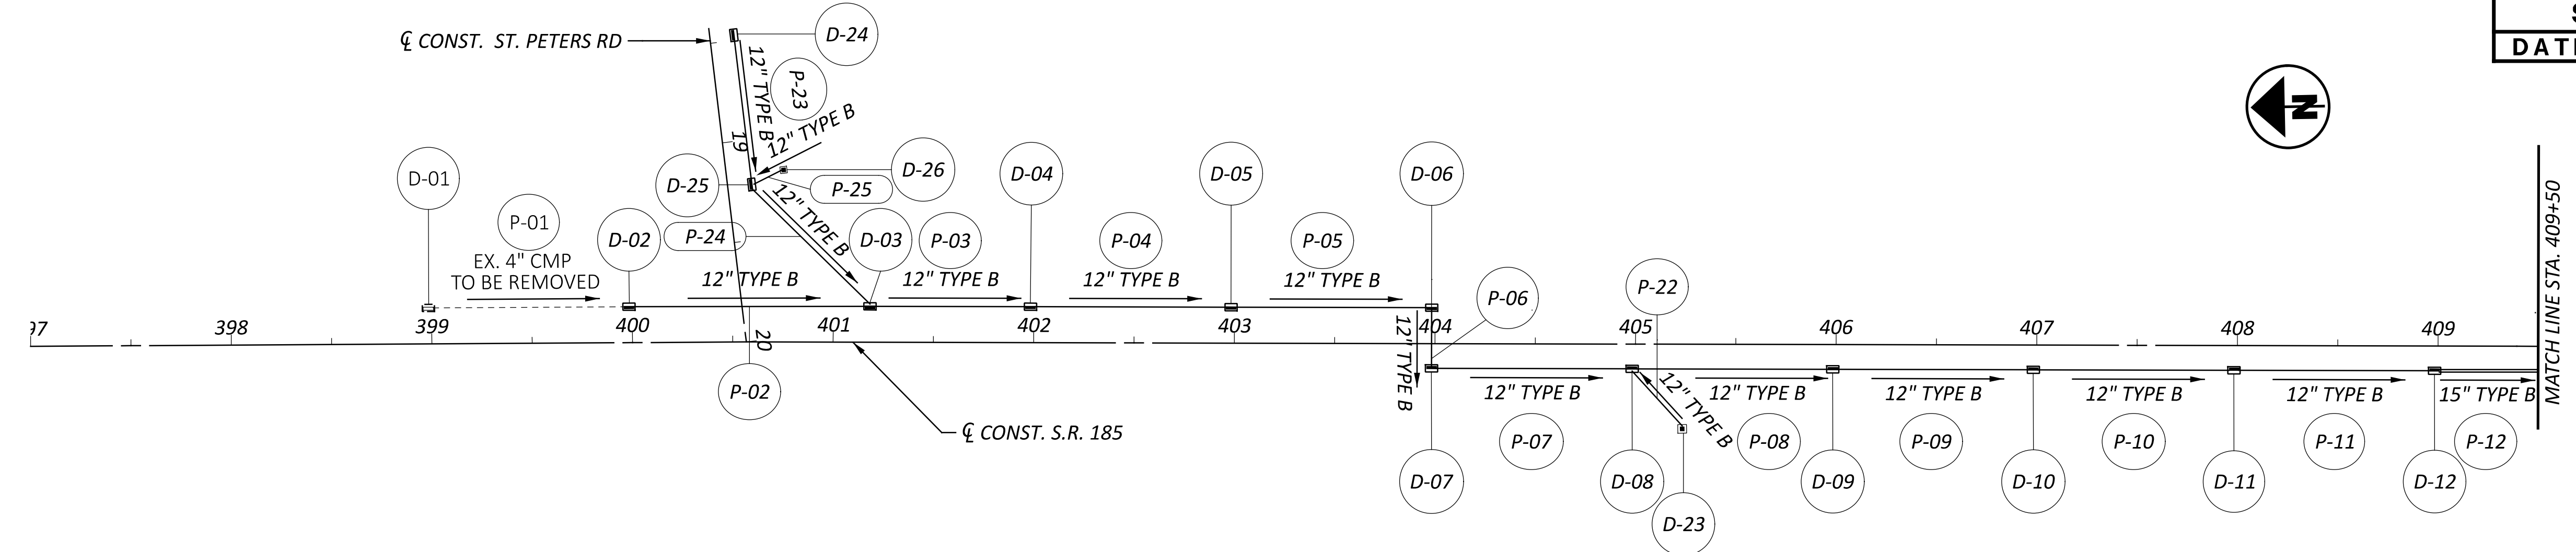 S
DATE
℄ CONST. ST. PETERS RD
D-24
12" TYPE B
P-23
12" TYPE B
19
N
D-01
D-25
P-25
D-26
D-04
D-05
D-06
P-01
EX. 4" CMP
TO BE REMOVED
D-02
P-24
12" TYPE B
D-03
P-03
P-04
P-05
12" TYPE B
12" TYPE B
12" TYPE B
12" TYPE B
P-06
P-22
MATCH LINE STA. 409+50
97
398
399
400
401
402
403
404
405
406
407
408
409
20
12" TYPE B
P-02
℄ CONST. S.R. 185
12" TYPE B
12" TYPE B
12" TYPE B
12" TYPE B
12" TYPE B
12" TYPE B
15" TYPE B
P-07
P-08
P-09
P-10
P-11
P-12
D-07
D-08
D-09
D-10
D-11
D-12
D-23